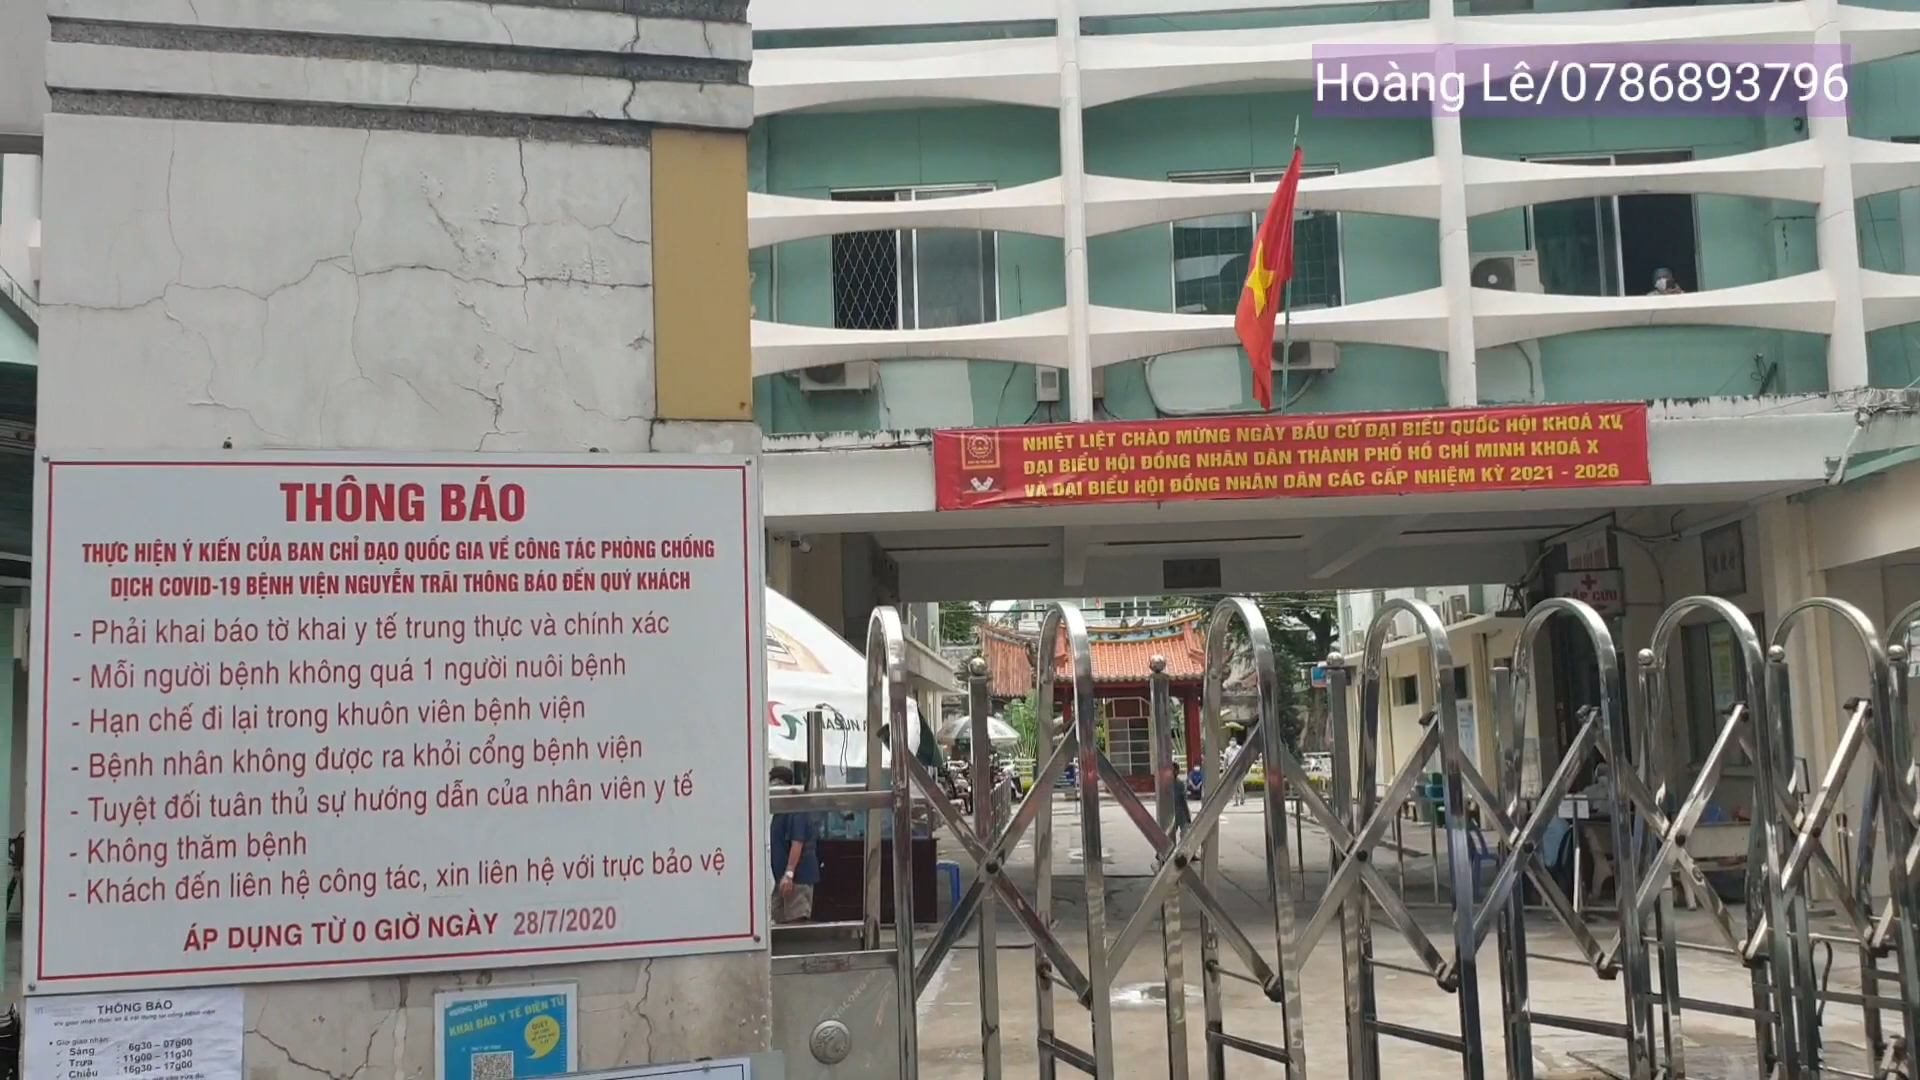 Hoàng Lê/0786893796
NHIỆT LIỆT CHÀO MỪNG NGÀY BẦU CỬ ĐẠI BIỂU QUỐC HỘI KHOÁ XV,
ĐẠI BIỂU HỘI ĐỒNG NHÂN DÂN THÀNH PHỐ HỒ CHÍ MINH KHOÁ X
VÀ ĐẠI BIỂU HỘI ĐỒNG NHÂN DÂN CÁC CẤP NHIỆM KỲ 2021 - 2026
THÔNG BÁO
THỰC HIỆN Ý KIẾN CỦA BAN CHỈ ĐẠO QUỐC GIA VỀ CÔNG TÁC PHÒNG CHỐNG
DỊCH COVID-19 BỆNH VIỆN NGUYỄN TRÃI THÔNG BÁO ĐẾN QUÝ KHÁCH
- Phải khai báo tờ khai y tế trung thực và chính xác
- Mỗi người bệnh không quá 1 người nuôi bệnh
- Hạn chế đi lại trong khuôn viên bệnh viện
- Bệnh nhân không được ra khỏi cổng bệnh viện
- Tuyệt đối tuân thủ sự hướng dẫn của nhân viên y tế
- Không thăm bệnh
- Khách đến liên hệ công tác, xin liên hệ với trực bảo vệ
ÁP DỤNG TỪ 0 GIỜ NGÀY 28/7/2020
CẤP CỨU
THÔNG BÁO
• Giờ giao nhận:
✓ Sáng : 6g30 – 07g00
✓ Trưa : 11g00 – 11g30
✓ Chiều : 16g30 – 17g00
HƯỚNG DẪN
KHAI BÁO Y TẾ ĐIỆN TỬ
QUÉT